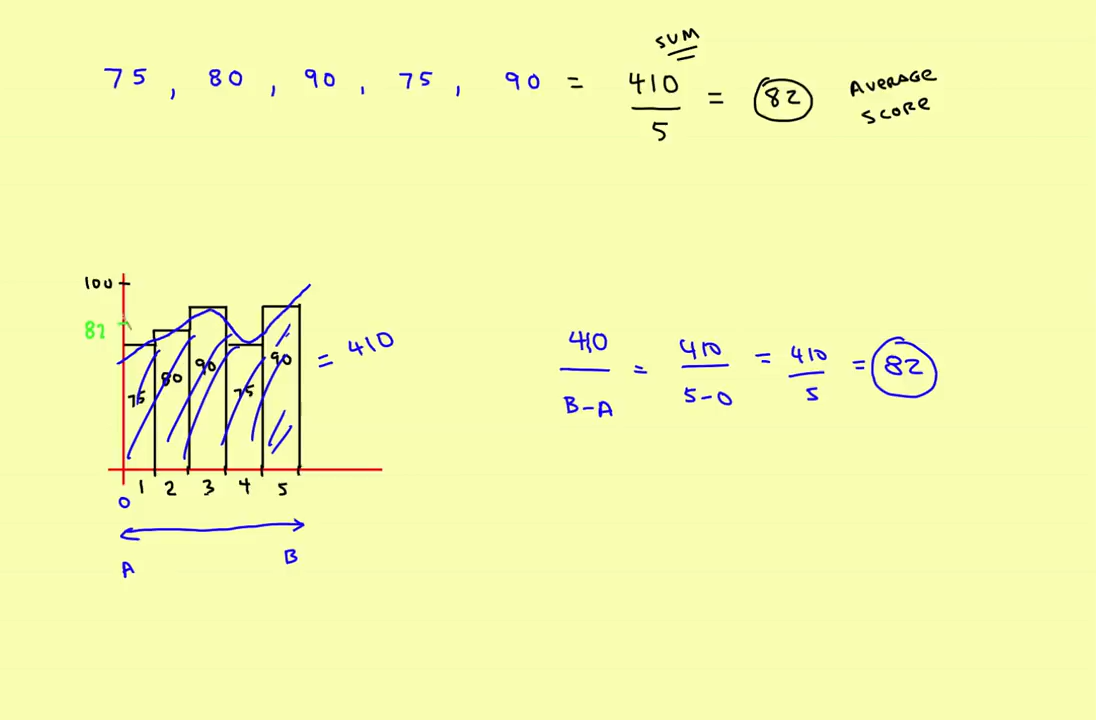 SUM
75 , 80 , 90 , 75 , 90 = 410/5 = 82 AVERAGE SCORE
100
82
75 80 90 75 90 = 410
0 1 2 3 4 5
A B
410/B-A = 410/5-0 = 410/5 = 82